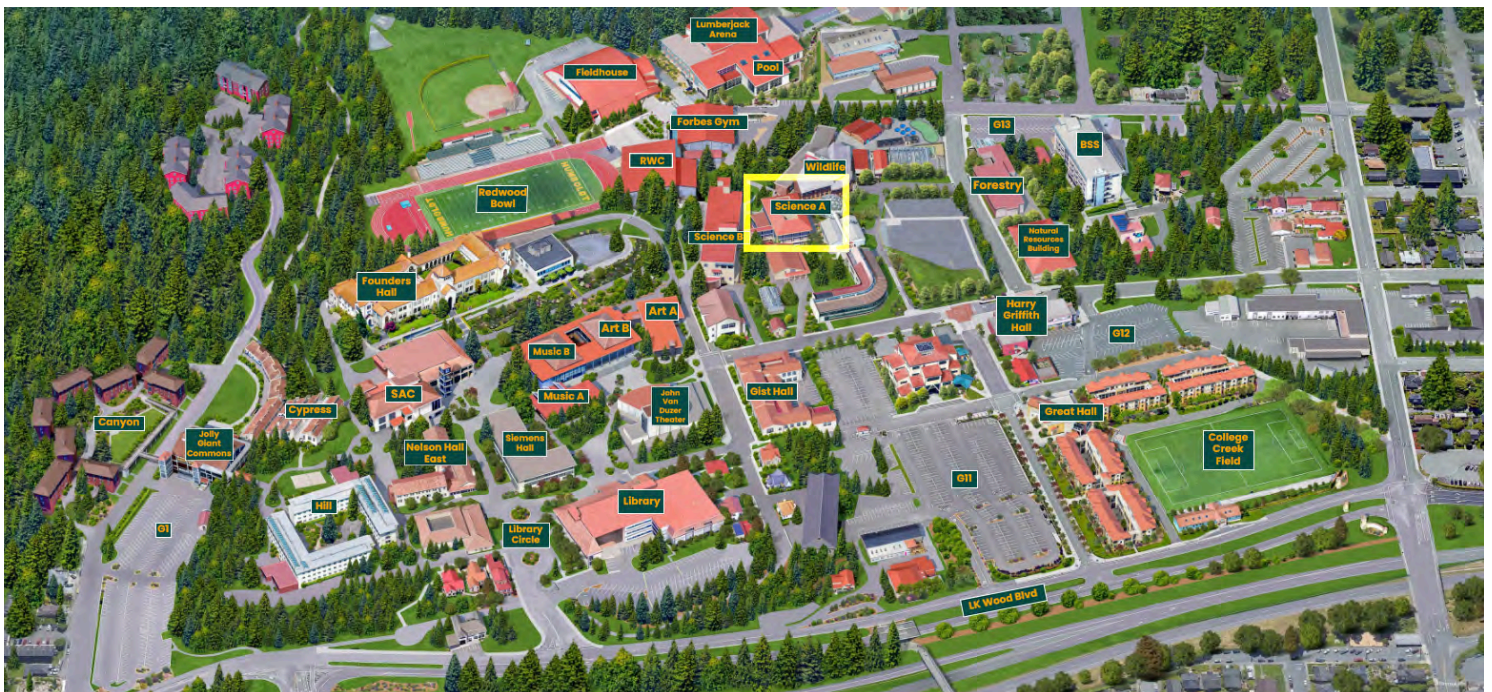 Lumberjack
Arena
Pool
Fieldhouse
Forbes Gym
G13
BSS
RWC
Wildlife
HUMBOLDT
Redwood
Bowl
HUMBOLDT
Forestry
Science A
Science B
Natural
Resources
Building
Founders
Hall
Art A
Art B
Harry
Griffith
Hall
G12
Music B
SAC
Music A
John
Van
Duzer
Theater
Gist Hall
Canyon
Cypress
Great Hall
Jolly
Giant
Commons
Nelson Hall
East
Siemens
Hall
College
Creek
Field
G11
Hill
Library
G1
Library
Circle
LK Wood Blvd